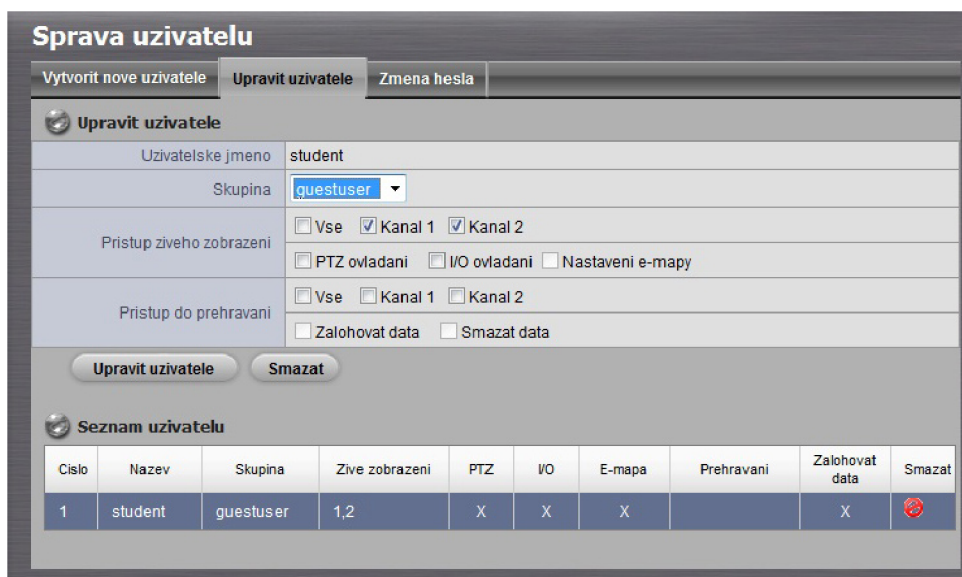 Sprava uzivatelu
Vytvorit nove uzivatele Upravit uzivatele Zmena hesla
Upravit uzivatele
Uzivatelske jmeno student
Skupina guestuser
Pristup ziveho zobrazeni
Vse Kanal 1 Kanal 2
PTZ ovladani I/O ovladani Nastaveni e-mapy
Pristup do prehravani
Vse Kanal 1 Kanal 2
Zalohovat data Smazat data
Upravit uzivatele Smazat
Seznam uzivatelu
Cislo Nazev Skupina Zive zobrazeni PTZ I/O E-mapa Prehravani Zalohovat data Smazat
1 student guestuser 1,2 X X X X